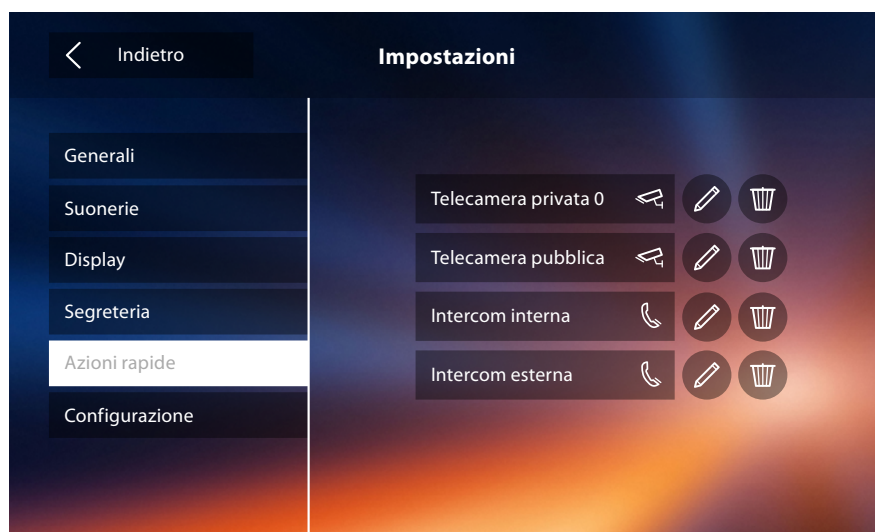 Indietro
Impostazioni
Generali
Suonerie
Display
Segreteria
Azioni rapide
Configurazione
Telecamera privata 0
Telecamera pubblica
Intercom interna
Intercom esterna